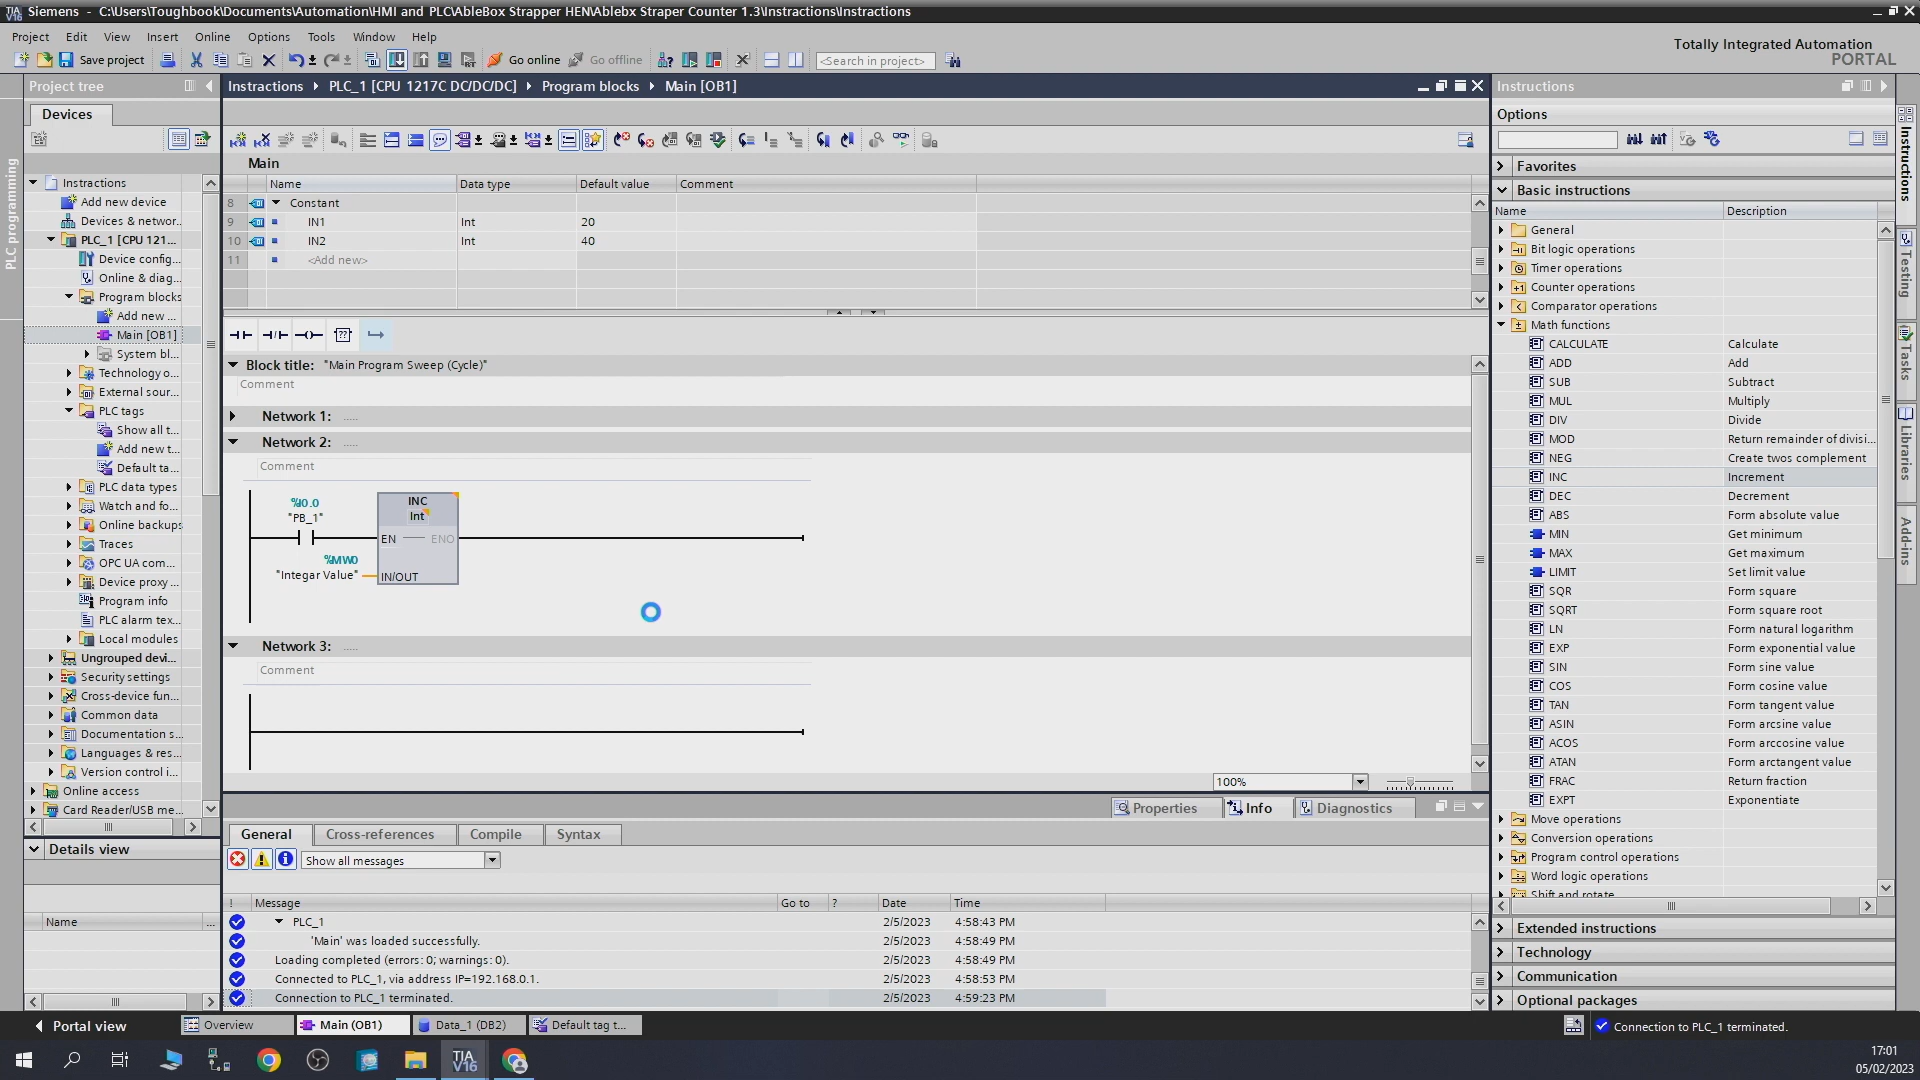 Siemens - C:\Users\Toughbook\Documents\Automation\HMI and PLC\AbleBox Strapper HEN\Ablebx Straper Counter 1.3\Instractions\Instractions
Project Edit View Insert Online Options Tools Window Help
Totally Integrated Automation
PORTAL
Save project
Go online
Go offline
<Search in project>
Project tree
Instractions ▸ PLC_1 [CPU 1217C DC/DC/DC] ▸ Program blocks ▸ Main [OB1]
Instructions
Devices
PLC programming
Instractions
Add new device
Devices & networ...
PLC_1 [CPU 121...
Device config...
Online & diag...
Program blocks
Add new ...
Main [OB1]
System bl...
Technology o...
External sour...
PLC tags
Show all t...
Add new t...
Default ta...
PLC data types
Watch and fo...
Online backups
Traces
OPC UA com...
Device proxy ...
Program info
PLC alarm tex...
Local modules
Ungrouped devi...
Security settings
Cross-device fun...
Common data
Documentation s...
Languages & res...
Version control i...
Online access
Card Reader/USB me...
Details view
Name ...
Main
Name Data type Default value Comment
8 Constant
9 IN1 Int 20
10 IN2 Int 40
11 <Add new>
??
Block title: "Main Program Sweep (Cycle)"
Comment
Network 1: .....
Network 2: .....
Comment
%I0.0
"PB_1"
INC
Int
EN ENO
%MW0
"Integar Value"
IN/OUT
Network 3: .....
Comment
100%
Properties Info Diagnostics
General Cross-references Compile Syntax
Show all messages
! Message Go to ? Date Time
PLC_1 2/5/2023 4:58:43 PM
'Main' was loaded successfully. 2/5/2023 4:58:49 PM
Loading completed (errors: 0; warnings: 0). 2/5/2023 4:58:49 PM
Connected to PLC_1, via address IP=192.168.0.1. 2/5/2023 4:58:53 PM
Connection to PLC_1 terminated. 2/5/2023 4:59:23 PM
Options
Favorites
Basic instructions
Name Description
General
Bit logic operations
Timer operations
Counter operations
Comparator operations
Math functions
CALCULATE Calculate
ADD Add
SUB Subtract
MUL Multiply
DIV Divide
MOD Return remainder of divisi...
NEG Create twos complement
INC Increment
DEC Decrement
ABS Form absolute value
MIN Get minimum
MAX Get maximum
LIMIT Set limit value
SQR Form square
SQRT Form square root
LN Form natural logarithm
EXP Form exponential value
SIN Form sine value
COS Form cosine value
TAN Form tangent value
ASIN Form arcsine value
ACOS Form arccosine value
ATAN Form arctangent value
FRAC Return fraction
EXPT Exponentiate
Move operations
Conversion operations
Program control operations
Word logic operations
Shift and rotate
Extended instructions
Technology
Communication
Optional packages
Instructions
Testing
Tasks
Libraries
Add-ins
Portal view
Overview
Main (OB1)
Data_1 (DB2)
Default tag t...
Connection to PLC_1 terminated.
TIA
V16
17:01
05/02/2023